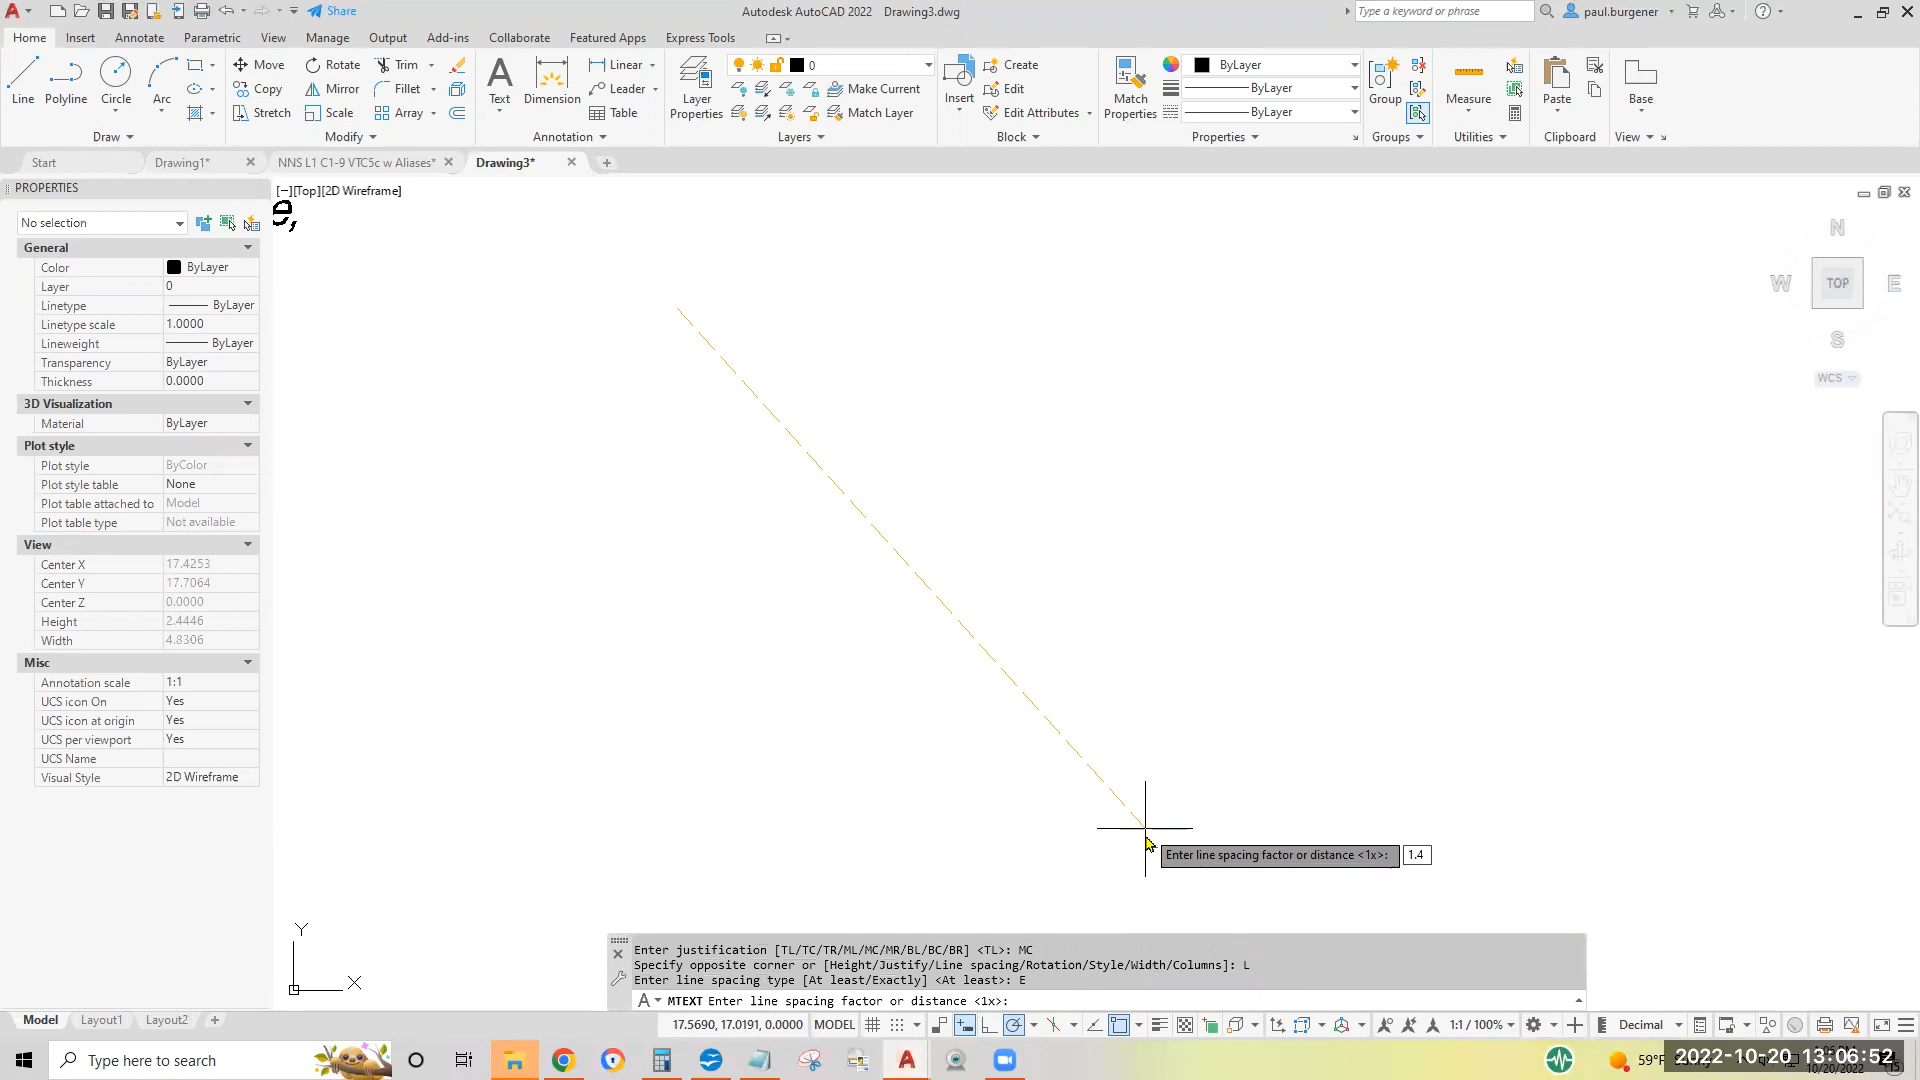 Share
Autodesk AutoCAD 2022 Drawing3.dwg
Type a keyword or phrase
paul.burgener
Home Insert Annotate Parametric View Manage Output Add-ins Collaborate Featured Apps Express Tools
Line Polyline Circle Arc
Move Rotate Trim
Copy Mirror Fillet
Stretch Scale Array
Text Dimension
Linear
Leader
Table
Layer Properties
0
Make Current
Match Layer
Insert
Create
Edit
Edit Attributes
Match Properties
ByLayer
ByLayer
ByLayer
Group
Measure
Paste
Base
Draw Modify Annotation Layers Block Properties Groups Utilities Clipboard View
Start Drawing1* NNS L1 C1-9 VTC5c w Aliases* Drawing3*
PROPERTIES
[−][Top][2D Wireframe]
e,
No selection
General
Color ByLayer
Layer 0
Linetype ByLayer
Linetype scale 1.0000
Lineweight ByLayer
Transparency ByLayer
Thickness 0.0000
3D Visualization
Material ByLayer
Plot style
Plot style ByColor
Plot style table None
Plot table attached to Model
Plot table type Not available
View
Center X 17.4253
Center Y 17.7064
Center Z 0.0000
Height 2.4446
Width 4.8306
Misc
Annotation scale 1:1
UCS icon On Yes
UCS icon at origin Yes
UCS per viewport Yes
UCS Name
Visual Style 2D Wireframe
N
W TOP E
S
WCS
Enter line spacing factor or distance <1x>: 1.4
Y
X
Enter justification [TL/TC/TR/ML/MC/MR/BL/BC/BR] <TL>: MC
Specify opposite corner or [Height/Justify/Line spacing/Rotation/Style/Width/Columns]: L
Enter line spacing type [At least/Exactly] <At least>: E
MTEXT Enter line spacing factor or distance <1x>:
Model Layout1 Layout2
17.5690, 17.0191, 0.0000 MODEL
1:1 / 100%
Decimal
Type here to search
59°F
2022-10-20 13:06:52
10/20/2022